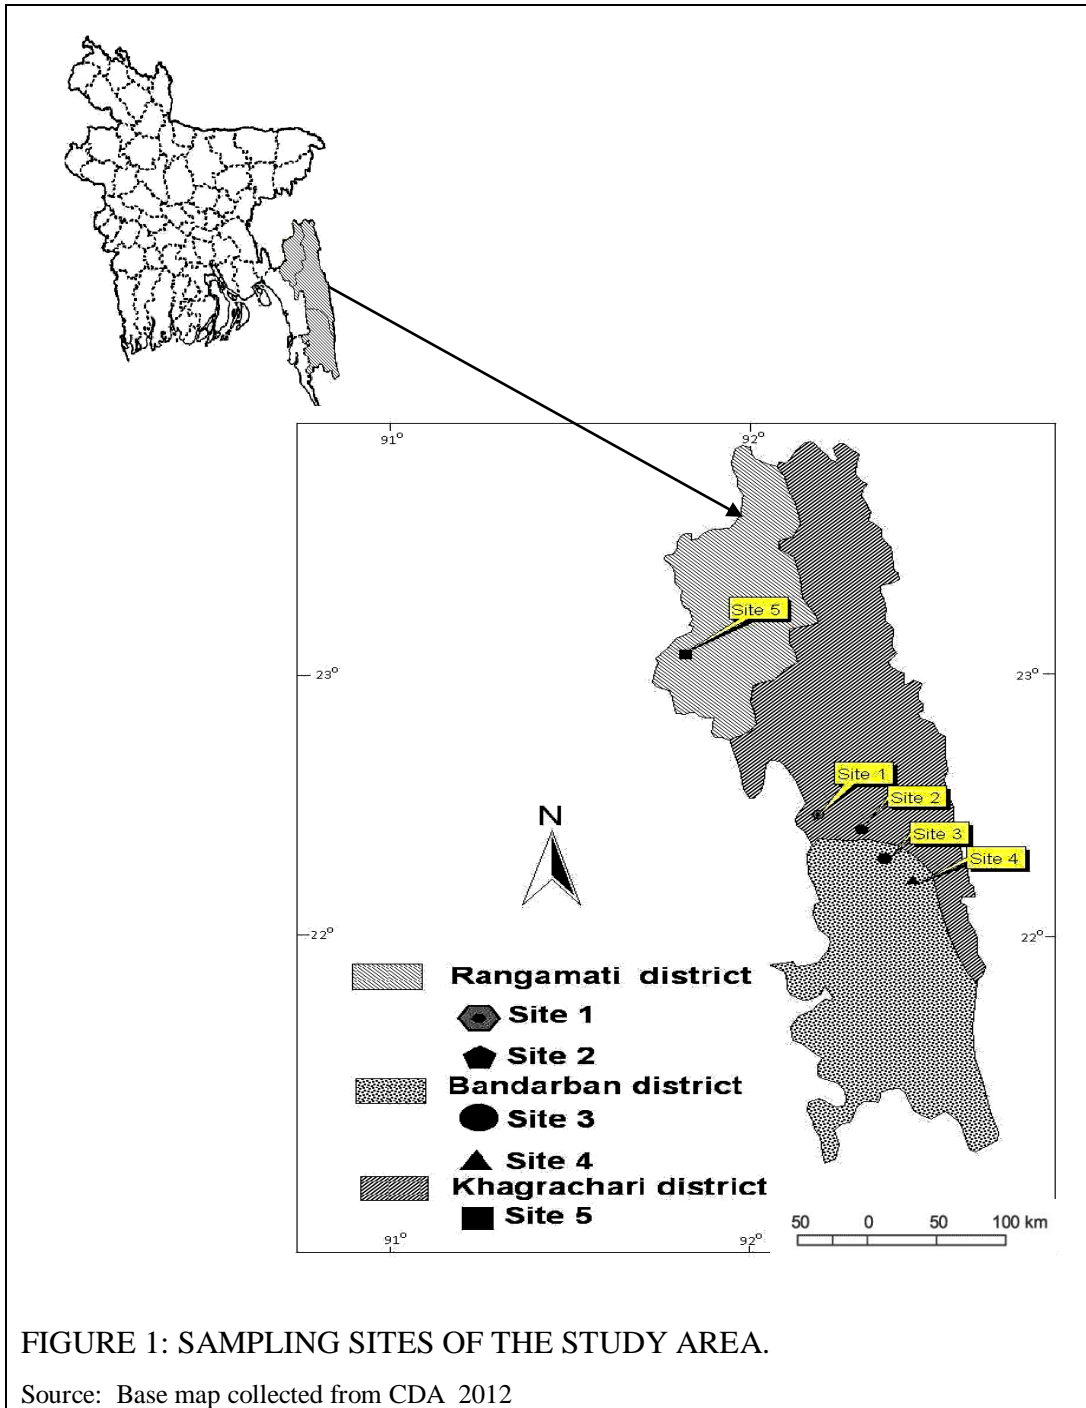 91° 92°
Site 5
23° 23°
Site 1
Site 2
Site 3
Site 4
N
22° 22°
Rangamati district
Site 1
Site 2
Bandarban district
Site 3
Site 4
Khagrachari district
Site 5
50 0 50 100 km
91° 92°
FIGURE 1: SAMPLING SITES OF THE STUDY AREA.
Source: Base map collected from CDA 2012